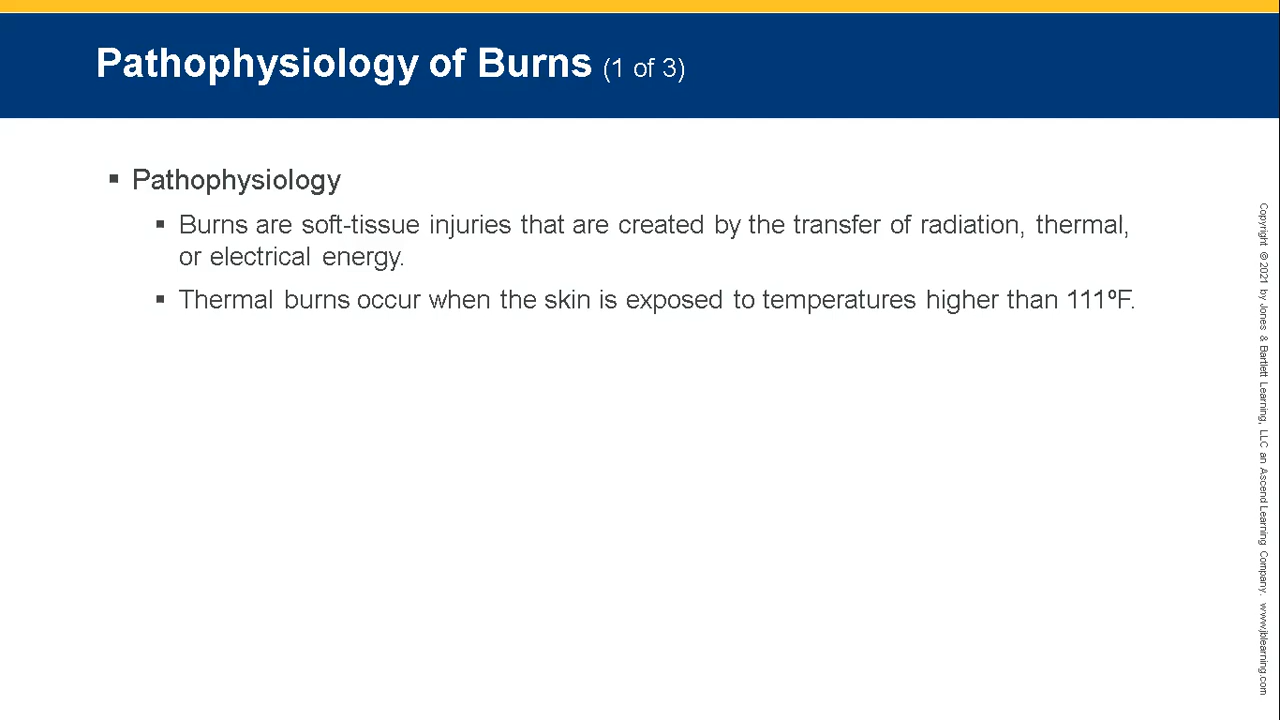 Pathophysiology of Burns (1 of 3)
▪ Pathophysiology
▪ Burns are soft-tissue injuries that are created by the transfer of radiation, thermal,
or electrical energy.
▪ Thermal burns occur when the skin is exposed to temperatures higher than 111ºF.
Copyright © 2021 by Jones & Bartlett Learning, LLC an Ascend Learning Company. www.jblearning.com